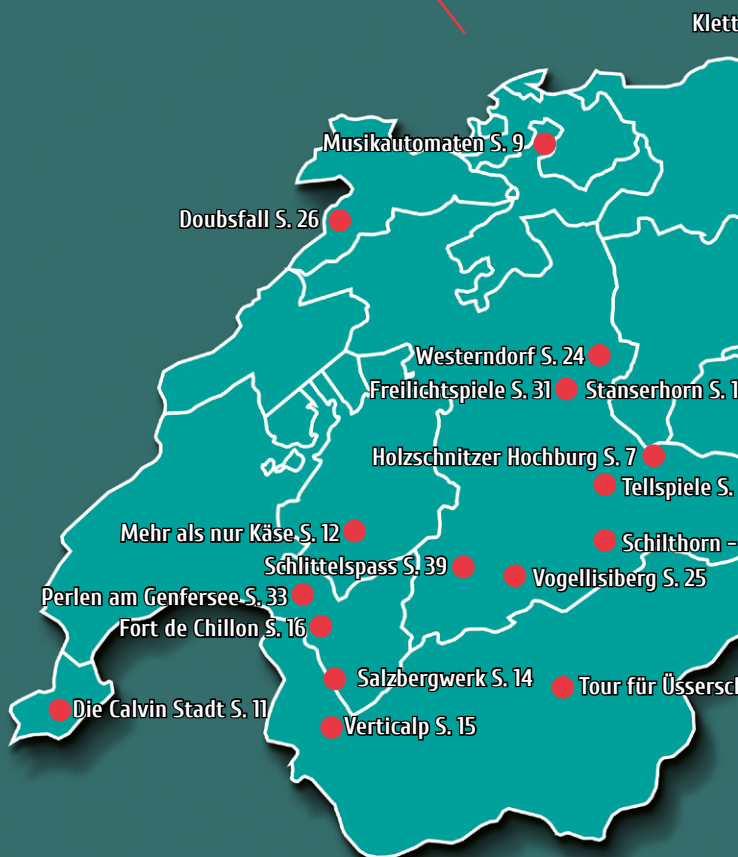 Klett
Musikautomaten S. 9
Doubsfall S. 26
Westerndorf S. 24
Freilichtspiele S. 31
Stanserhorn S. 1
Holzschnitzer Hochburg S. 7
Tellspiele S.
Mehr als nur Käse S. 12
Schilthorn -
Schlittelspass S. 39
Vogellisiberg S. 25
Perlen am Genfersee S. 33
Fort de Chillon S. 16
Salzbergwerk S. 14
Tour für Üssersch
Die Calvin Stadt S. 11
Verticalp S. 15